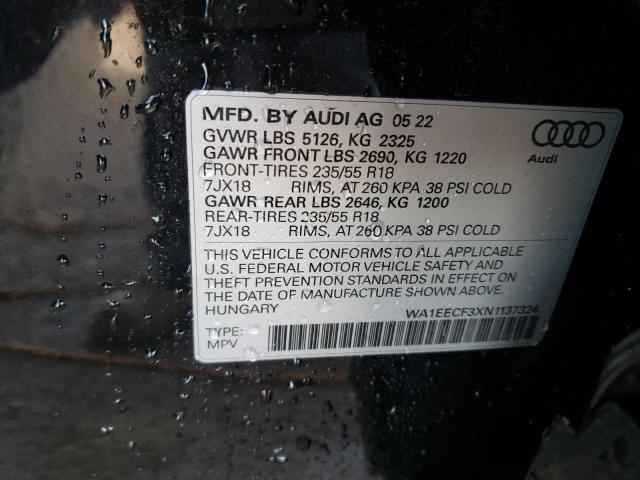 MFD. BY AUDI AG 05 22
GVWR LBS 5126, KG 2325
GAWR FRONT LBS 2690, KG 1220
FRONT-TIRES 235/55 R18
7JX18 RIMS, AT 260 KPA 38 PSI COLD
GAWR REAR LBS 2646, KG 1200
REAR-TIRES 235/55 R18
7JX18 RIMS, AT 260 KPA 38 PSI COLD
Audi
THIS VEHICLE CONFORMS TO ALL APPLICABLE
U.S. FEDERAL MOTOR VEHICLE SAFETY AND
THEFT PREVENTION STANDARDS IN EFFECT ON
THE DATE OF MANUFACTURE SHOWN ABOVE.
HUNGARY
WA1EECF3XN1137324
TYPE:
MPV